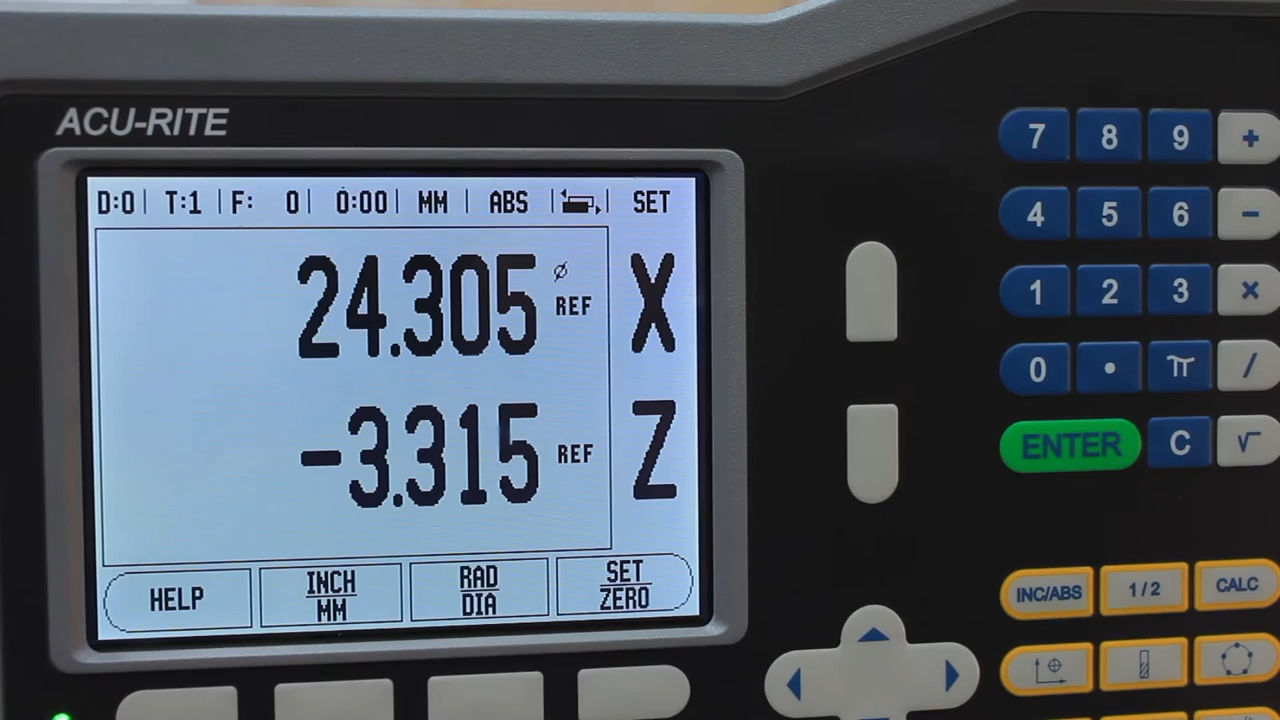 ACU-RITE
D:0 | T:1 | F: 0 | 0:00 | MM | ABS | | SET
24.305 ⌀ REF X
-3.315 REF Z
HELP
INCH
MM
RAD
DIA
SET
ZERO
7 8 9 +
4 5 6 -
1 2 3 ×
0 • π /
ENTER C √
INC/ABS 1/2 CALC